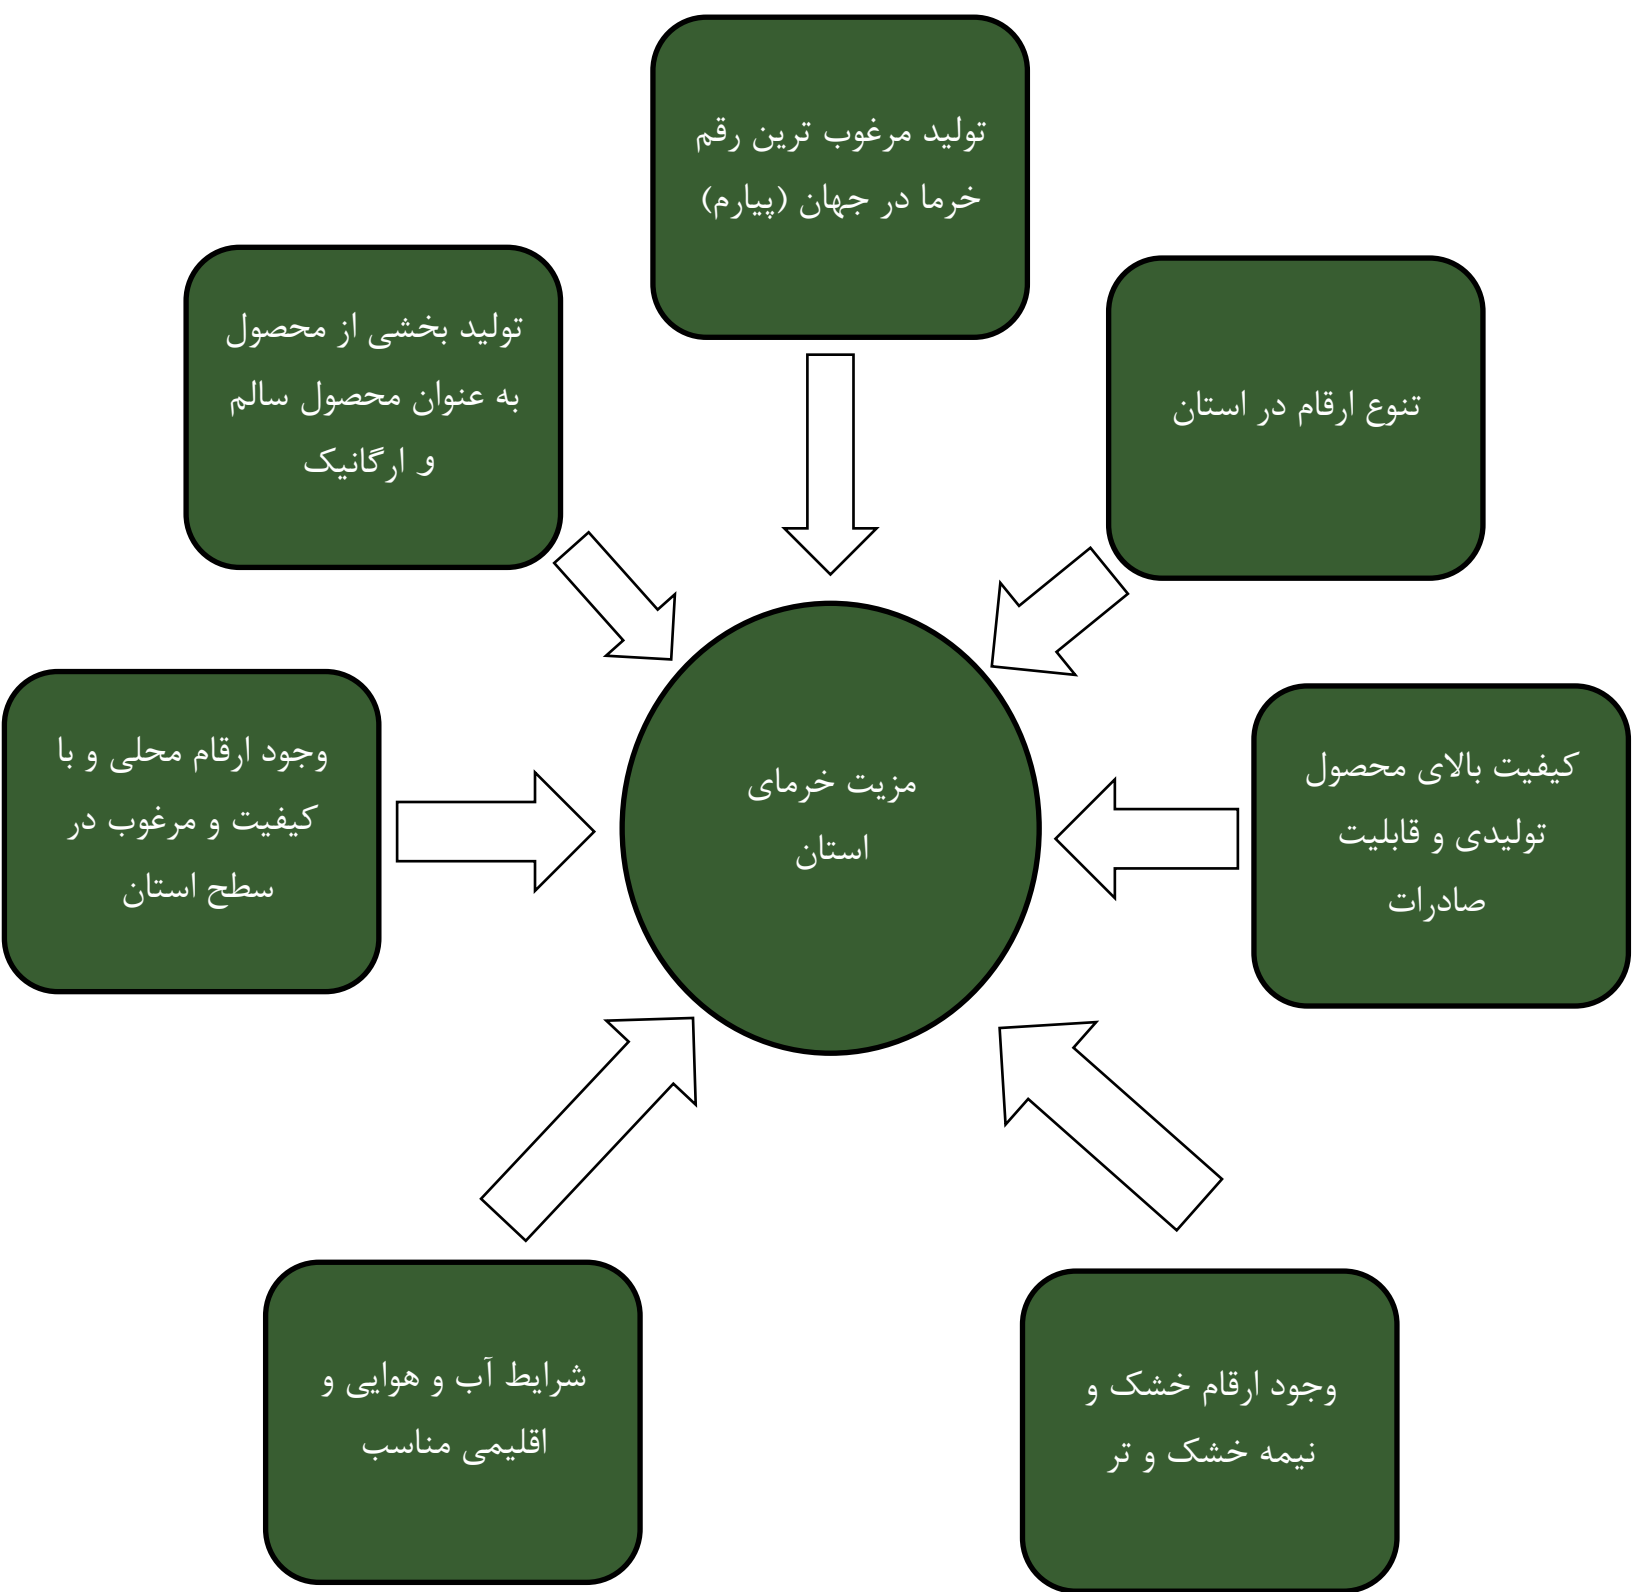 تولید مرغوب ترین رقم
خرما در جهان (پیارم)
تنوع ارقام در استان
تولید بخشی از محصول
به عنوان محصول سالم
و ارگانیک
کیفیت بالای محصول
تولیدی و قابلیت
صادرات
مزیت خرمای
استان
وجود ارقام محلی و با
کیفیت و مرغوب در
سطح استان
وجود ارقام خشک و
نیمه خشک و تر
شرایط آب و هوایی و
اقلیمی مناسب